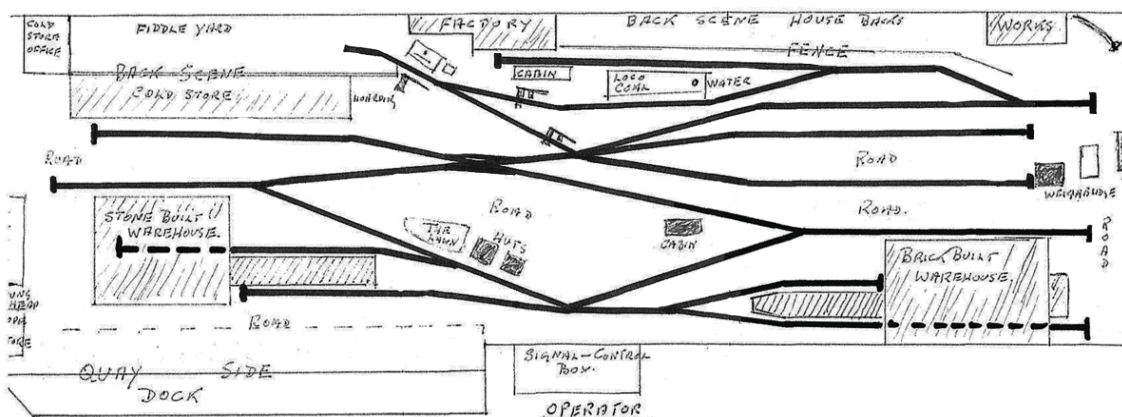 COLD
STORE
OFFICE
FIDDLE YARD
FACTORY
BACK SCENE HOUSE BACKS
WORKS
FENCE
BACK SCENE
COLD STORE
HOARDING
CABIN
LOCO
COAL
WATER
ROAD
ROAD
WEIGHBRIDGE
STONE BUILT
WAREHOUSE.
ROAD
THE
LAWN
HUTS
CABIN
ROAD.
ROAD
BRICK BUILT
WAREHOUSE.
ROAD
QUAY SIDE
DOCK
SIGNAL-CONTROL
BOX.
OPERATOR